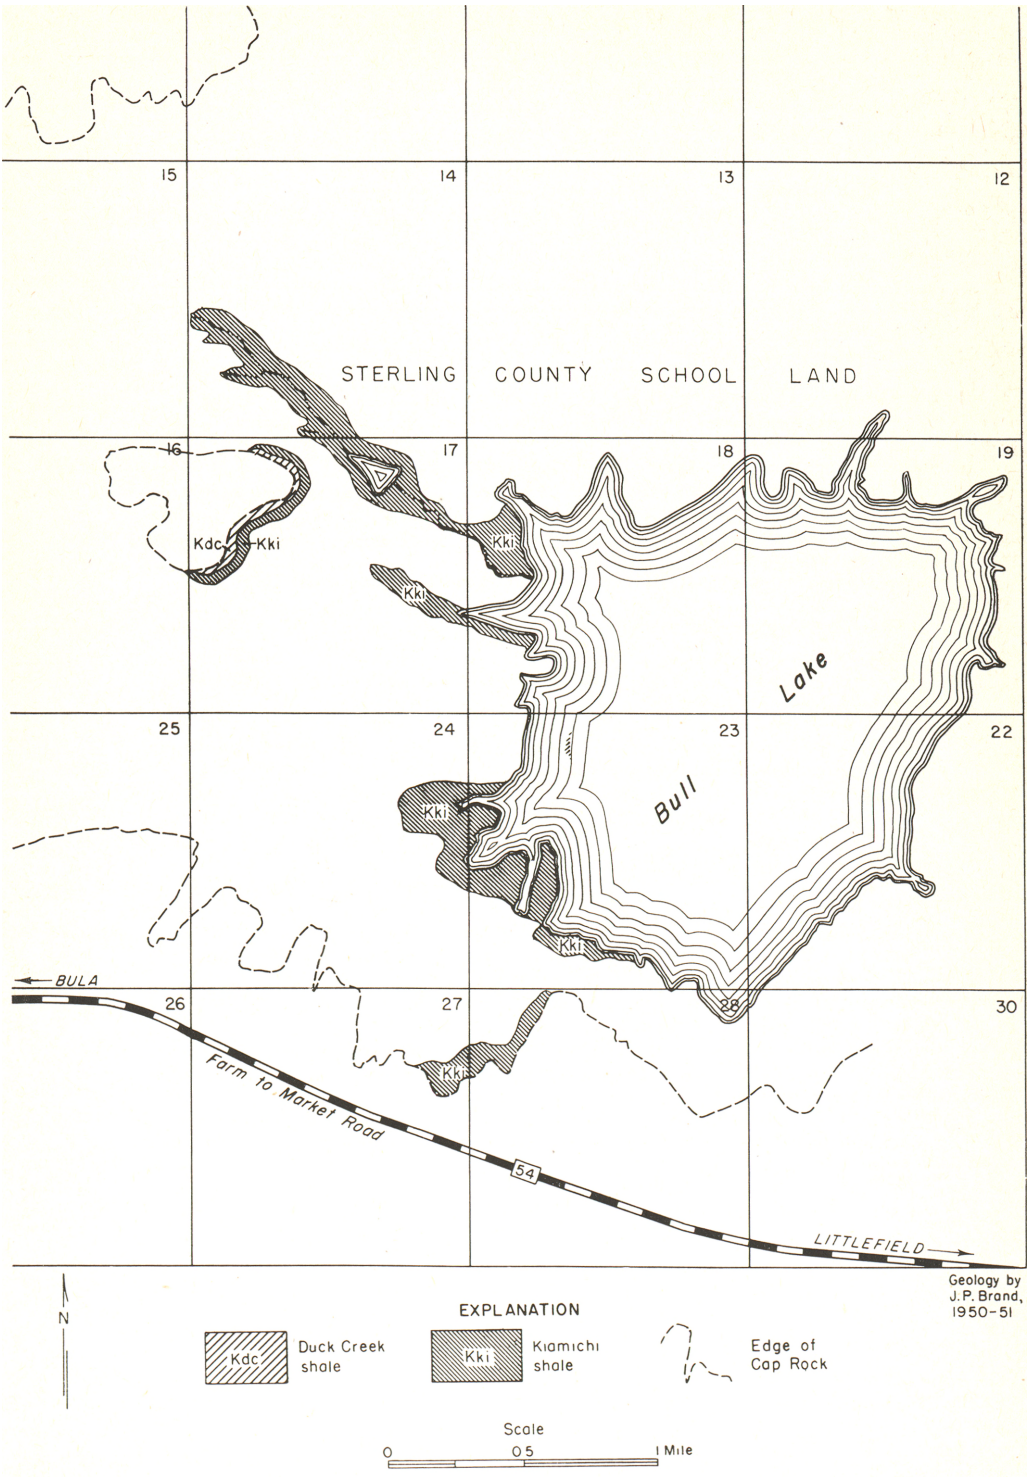 15
14
13
12
STERLING COUNTY SCHOOL LAND
16
17
18
19
Kdc
Kki
Kki
Kki
Lake
25
24
23
22
Kki
Bull
Kki
BULA
26
27
28
30
Kki
Farm to Market Road
54
LITTLEFIELD
Geology by
J.P. Brand,
1950-51
N
EXPLANATION
Kdc
Duck Creek
shale
Kki
Kiamichi
shale
Edge of
Cap Rock
Scale
0 0 5 1 Mile